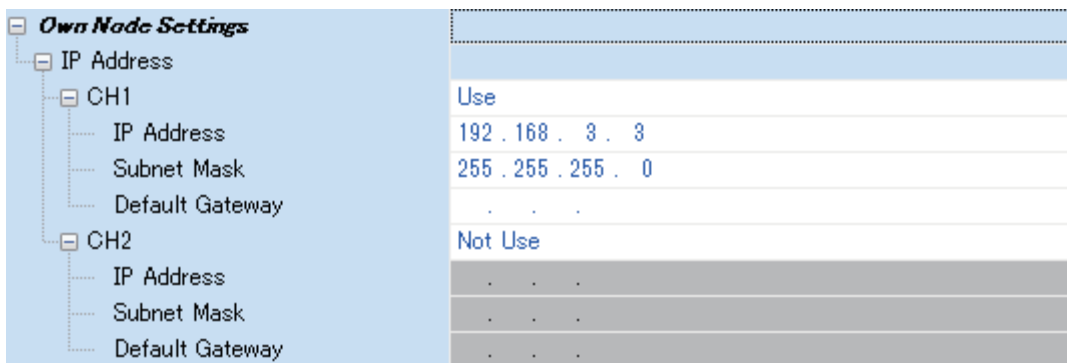 Own Node Settings
IP Address
CH1 Use
IP Address 192 . 168 . 3 . 3
Subnet Mask 255 . 255 . 255 . 0
Default Gateway . . .
CH2 Not Use
IP Address . . .
Subnet Mask . . .
Default Gateway . . .